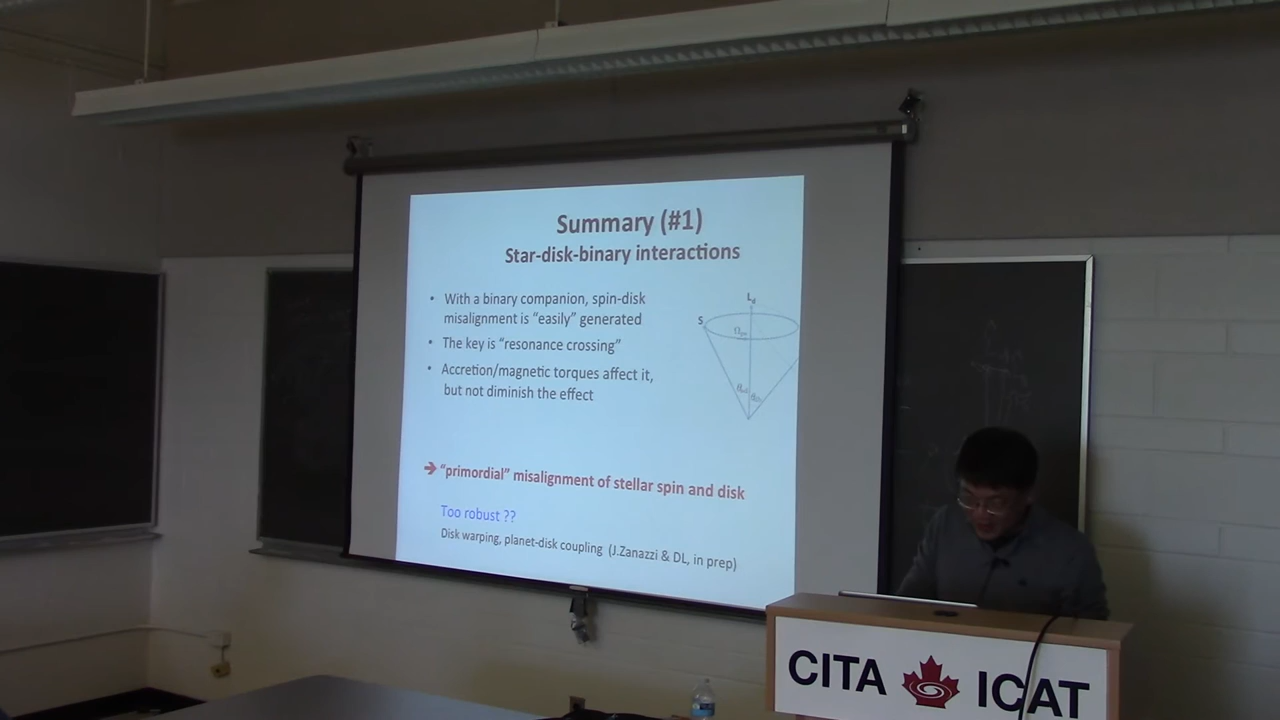 Summary (#1)
Star-disk-binary interactions
• With a binary companion, spin-disk
misalignment is “easily” generated
• The key is “resonance crossing”
• Accretion/magnetic torques affect it,
but not diminish the effect
S
L
➔ “primordial” misalignment of stellar spin and disk
Too robust ??
Disk warping, planet-disk coupling (J.Zanazzi & DL, in prep)
CITA ICAT